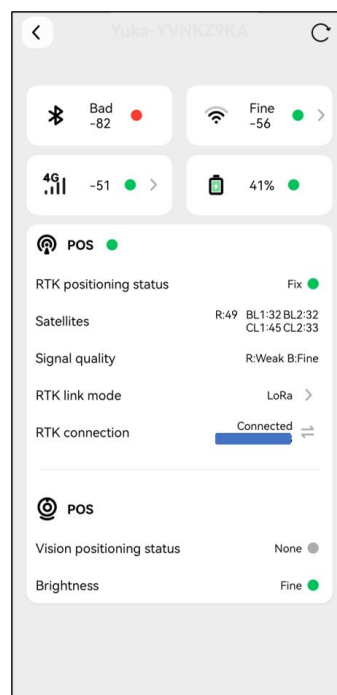 Yuka-YVNKZ9KA
Bad
-82
Fine
-56
4G
-51
41%
POS
RTK positioning status Fix
Satellites R:49 BL1:32 BL2:32
CL1:45 CL2:33
Signal quality R:Weak B:Fine
RTK link mode LoRa
RTK connection Connected
POS
Vision positioning status None
Brightness Fine